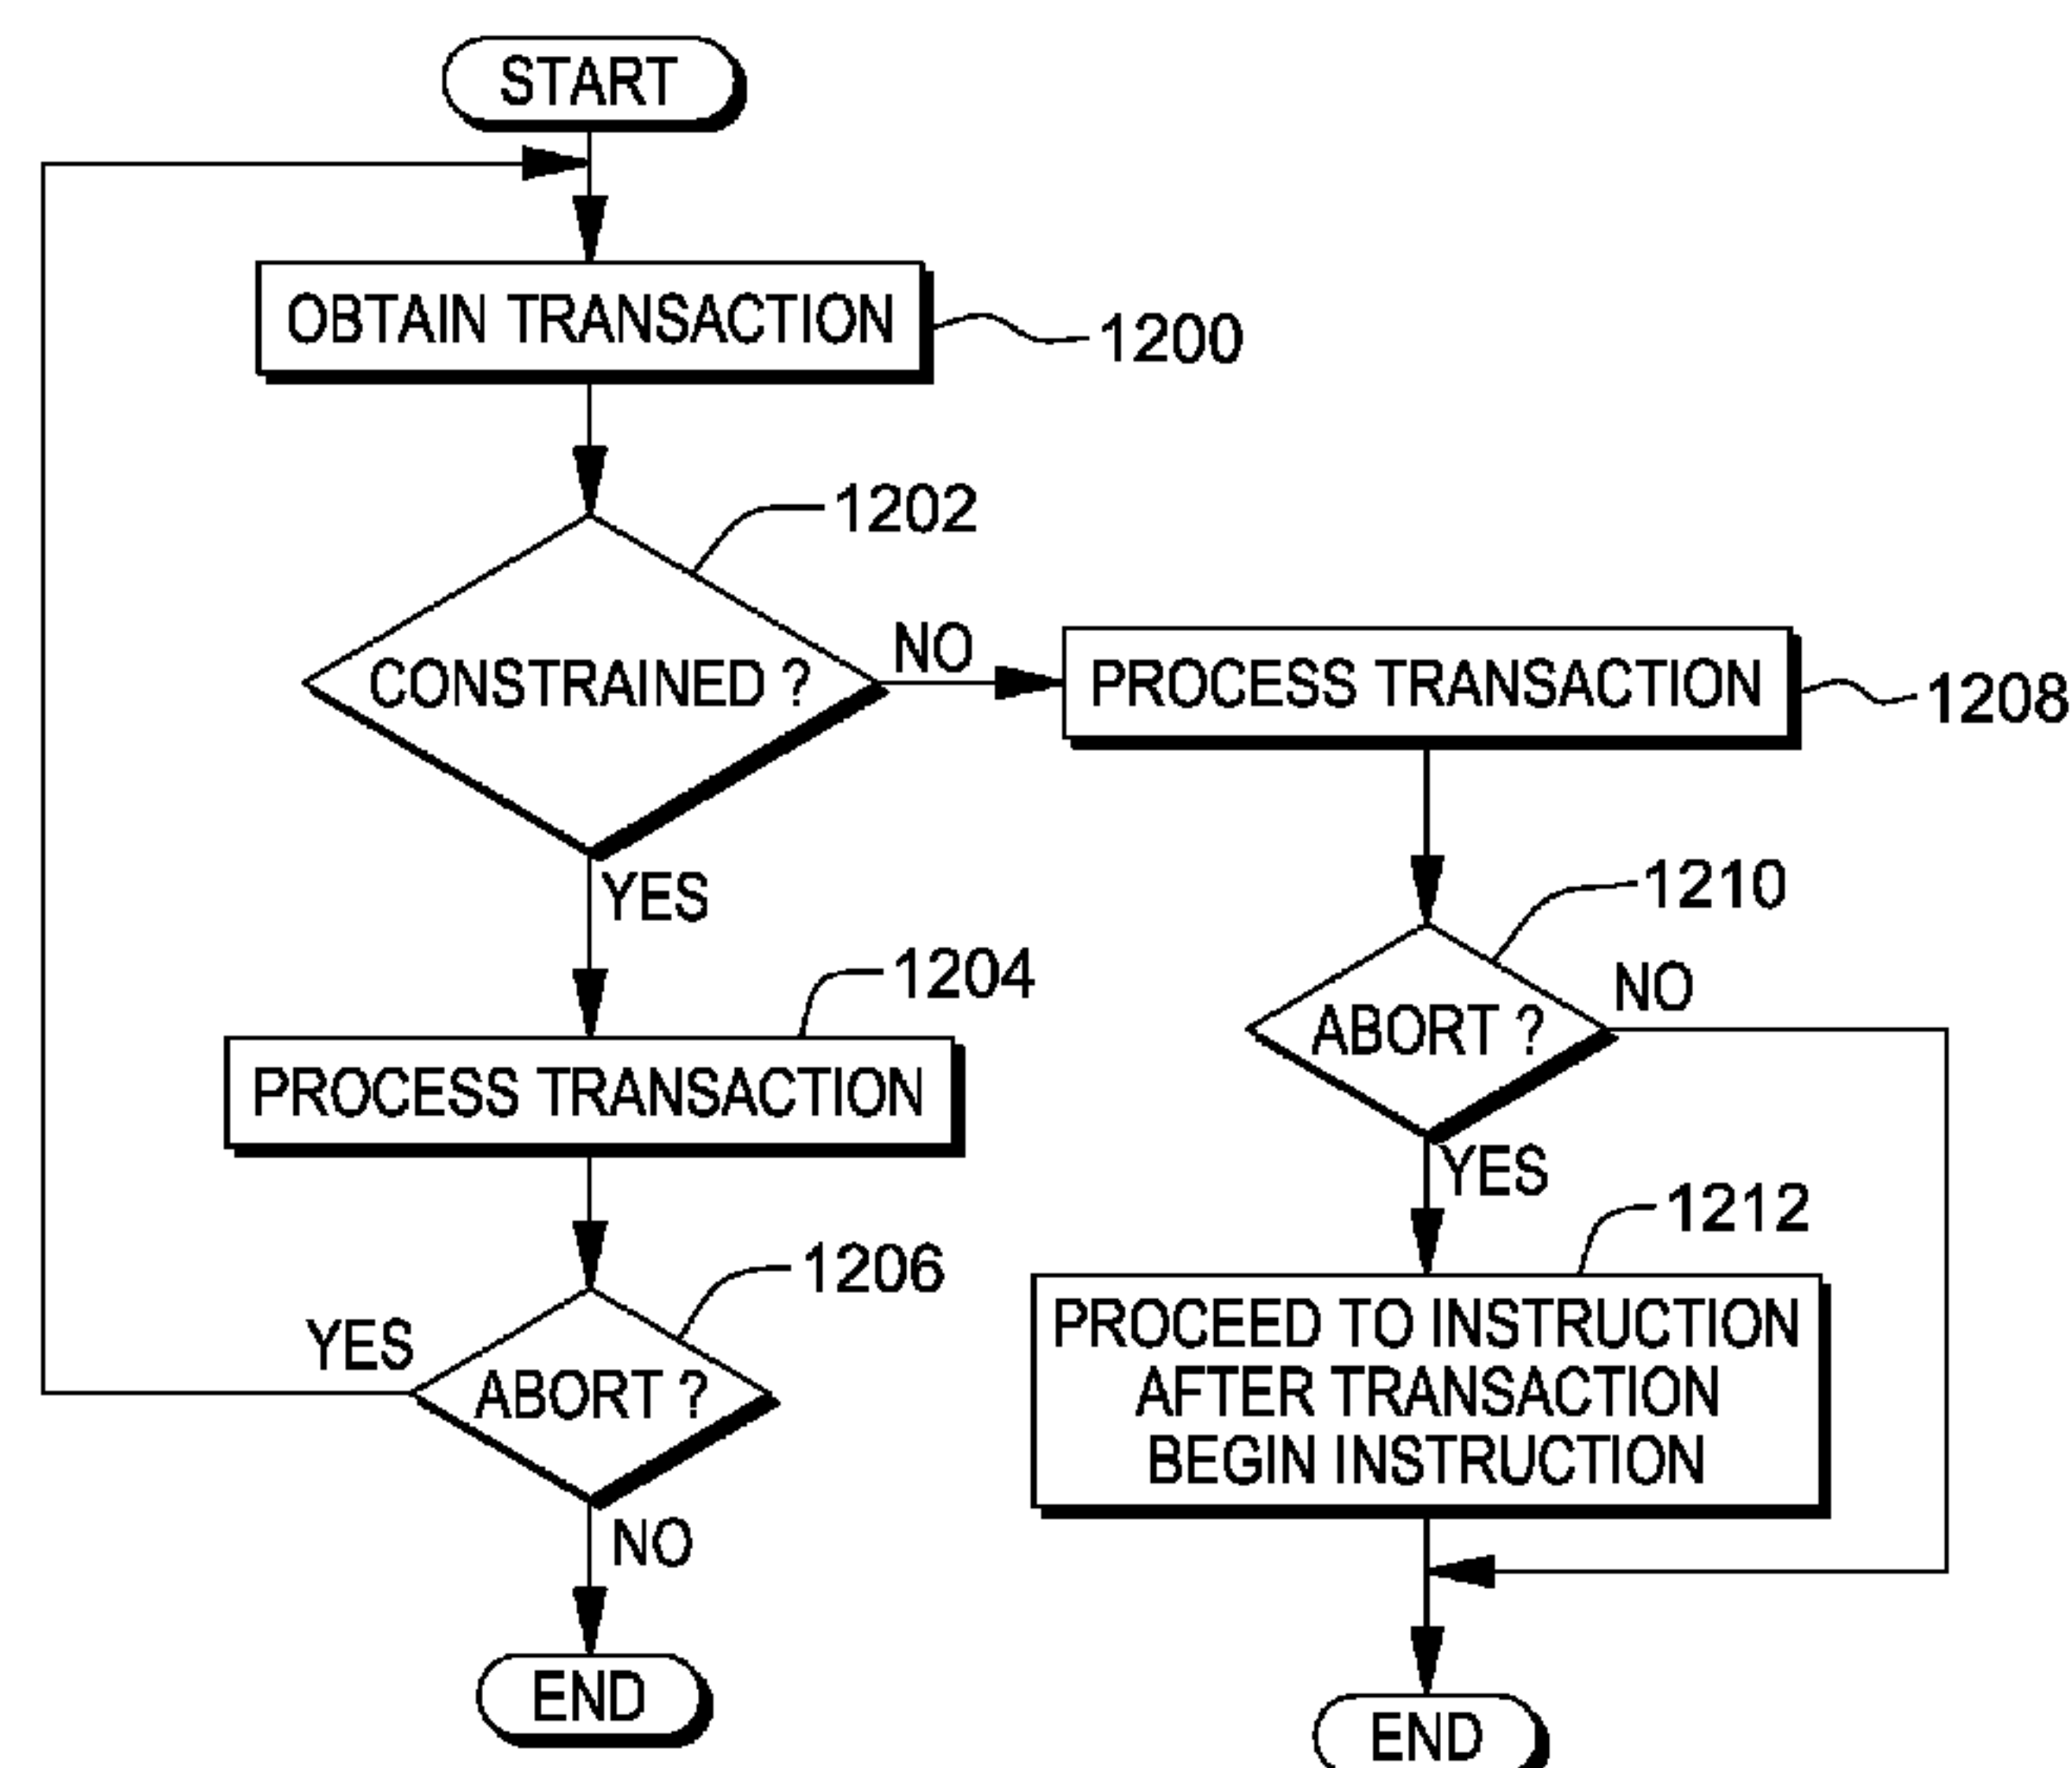 START
OBTAIN TRANSACTION
1200
1202
CONSTRAINED ?
NO
PROCESS TRANSACTION
1208
YES
1204
PROCESS TRANSACTION
1206
ABORT ?
YES
NO
END
1210
ABORT ?
NO
YES
1212
PROCEED TO INSTRUCTION
AFTER TRANSACTION
BEGIN INSTRUCTION
END